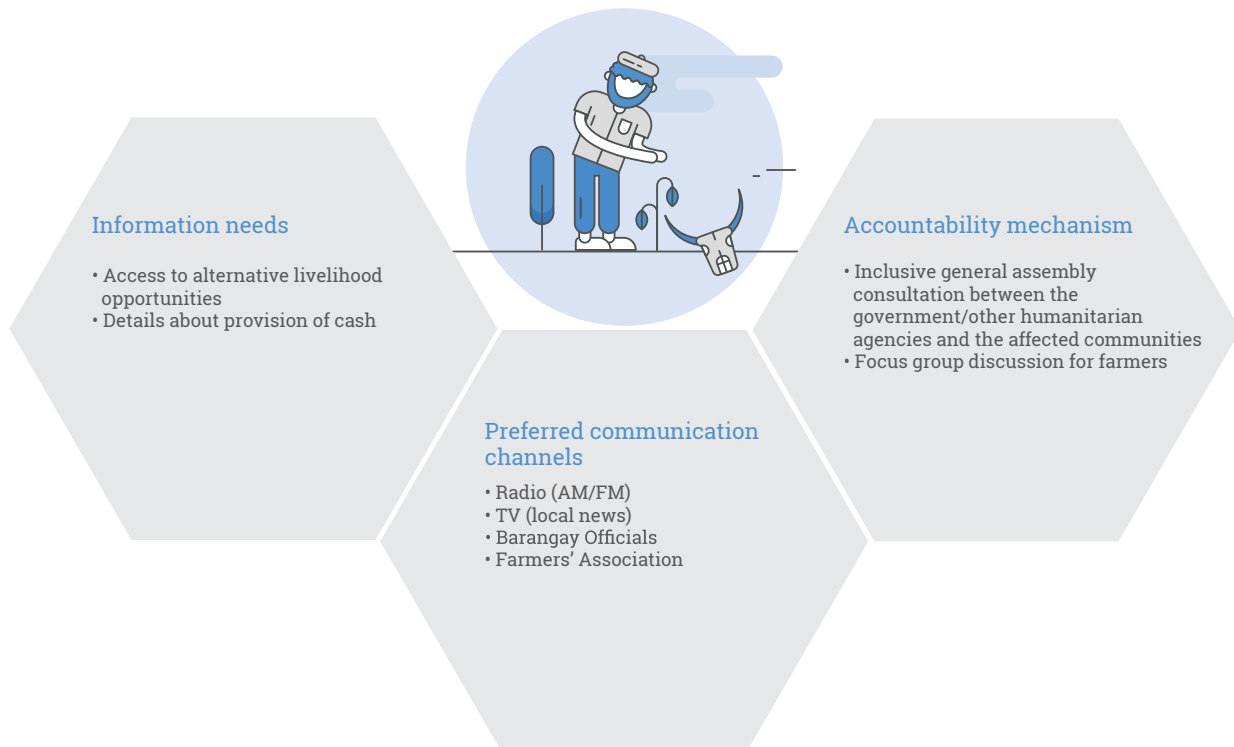 Information needs
• Access to alternative livelihood
opportunities
• Details about provision of cash
Preferred communication
channels
• Radio (AM/FM)
• TV (local news)
• Barangay Officials
• Farmers’ Association
Accountability mechanism
• Inclusive general assembly
consultation between the
government/other humanitarian
agencies and the affected communities
• Focus group discussion for farmers